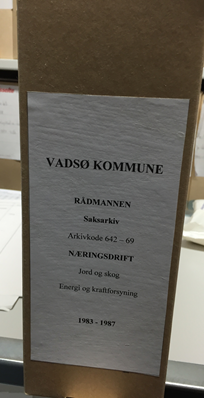 VADSØ KOMMUNE
RÅDMANNEN
Saksarkiv
Arkivkode 642 – 69
NÆRINGSDRIFT
Jord og skog
Energi og kraftforsyning
1983 - 1987